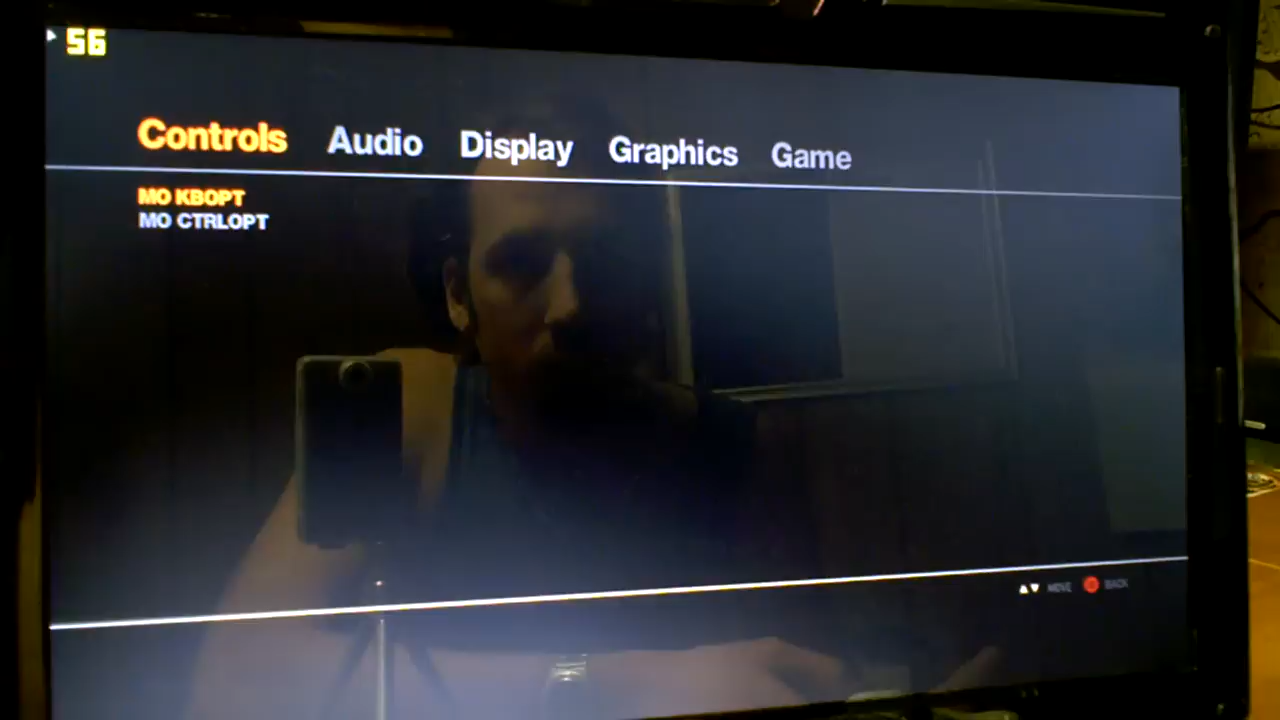 56
Controls Audio Display Graphics Game
MO KBOPT
MO CTRLOPT
MOVE BACK